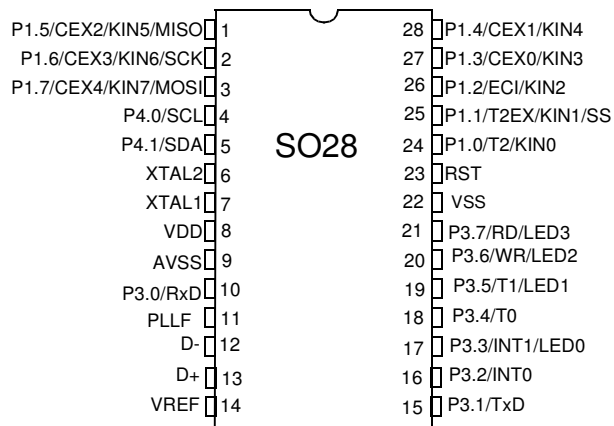 P1.5/CEX2/KIN5/MISO 1 28 P1.4/CEX1/KIN4
P1.6/CEX3/KIN6/SCK 2 27 P1.3/CEX0/KIN3
P1.7/CEX4/KIN7/MOSI 3 26 P1.2/ECI/KIN2
P4.0/SCL 4 25 P1.1/T2EX/KIN1/SS
P4.1/SDA 5 SO28 24 P1.0/T2/KIN0
XTAL2 6 23 RST
XTAL1 7 22 VSS
VDD 8 21 P3.7/RD/LED3
AVSS 9 20 P3.6/WR/LED2
P3.0/RxD 10 19 P3.5/T1/LED1
PLLF 11 18 P3.4/T0
D- 12 17 P3.3/INT1/LED0
D+ 13 16 P3.2/INT0
VREF 14 15 P3.1/TxD